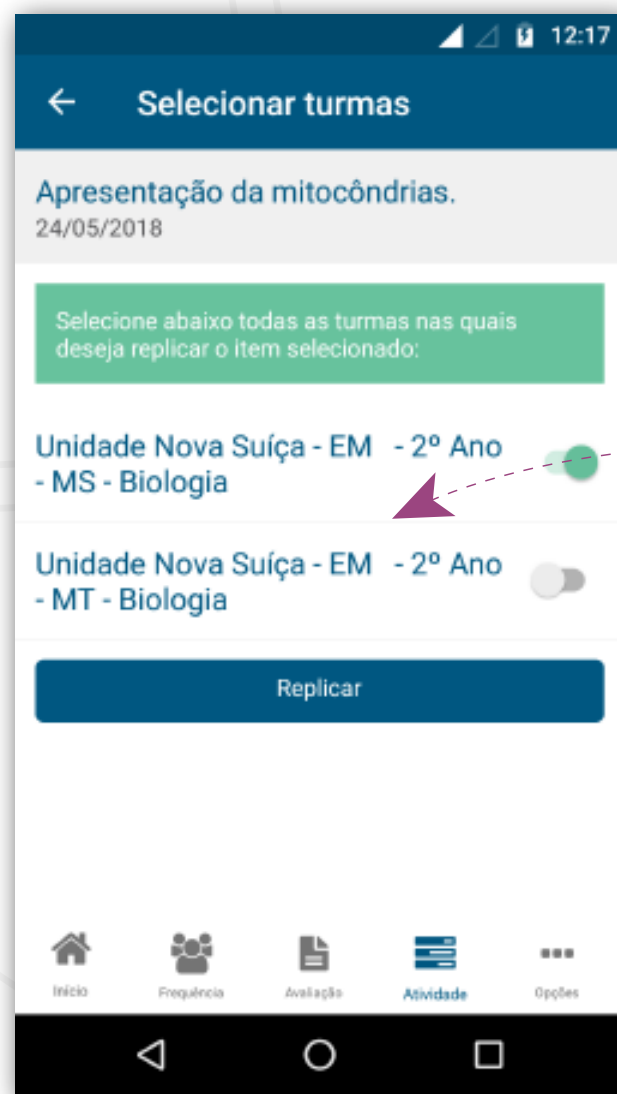 12:17
Selecionar turmas
Apresentação da mitocôndrias.
24/05/2018
Selecione abaixo todas as turmas nas quais
deseja replicar o item selecionado:
Unidade Nova Suíça - EM - 2º Ano
- MS - Biologia
Unidade Nova Suíça - EM - 2º Ano
- MT - Biologia
Replicar
Início Frequência Avaliação Atividade Opções